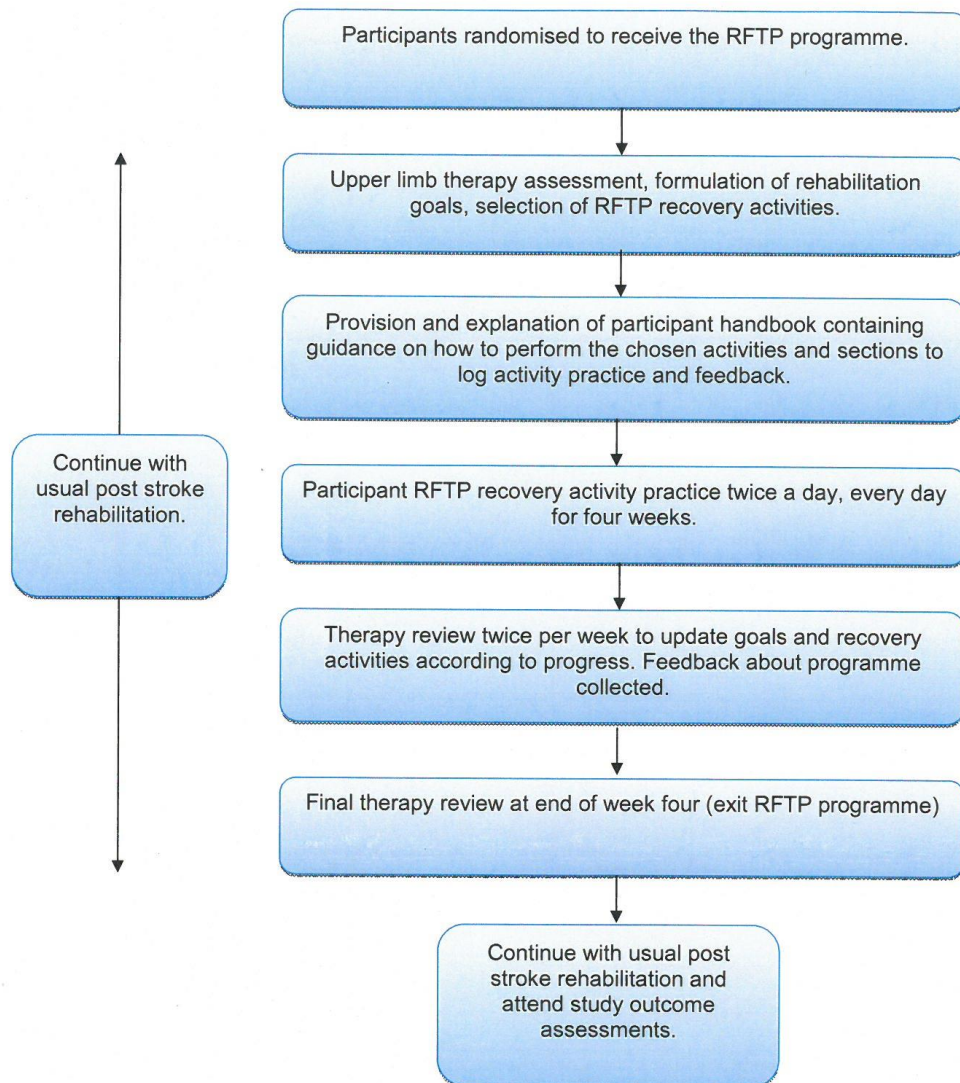 Participants randomised to receive the RFTP programme.
Upper limb therapy assessment, formulation of rehabilitation
goals, selection of RFTP recovery activities.
Provision and explanation of participant handbook containing
guidance on how to perform the chosen activities and sections to
log activity practice and feedback.
Continue with
usual post stroke
rehabilitation.
Participant RFTP recovery activity practice twice a day, every day
for four weeks.
Therapy review twice per week to update goals and recovery
activities according to progress. Feedback about programme
collected.
Final therapy review at end of week four (exit RFTP programme)
Continue with usual post
stroke rehabilitation and
attend study outcome
assessments.